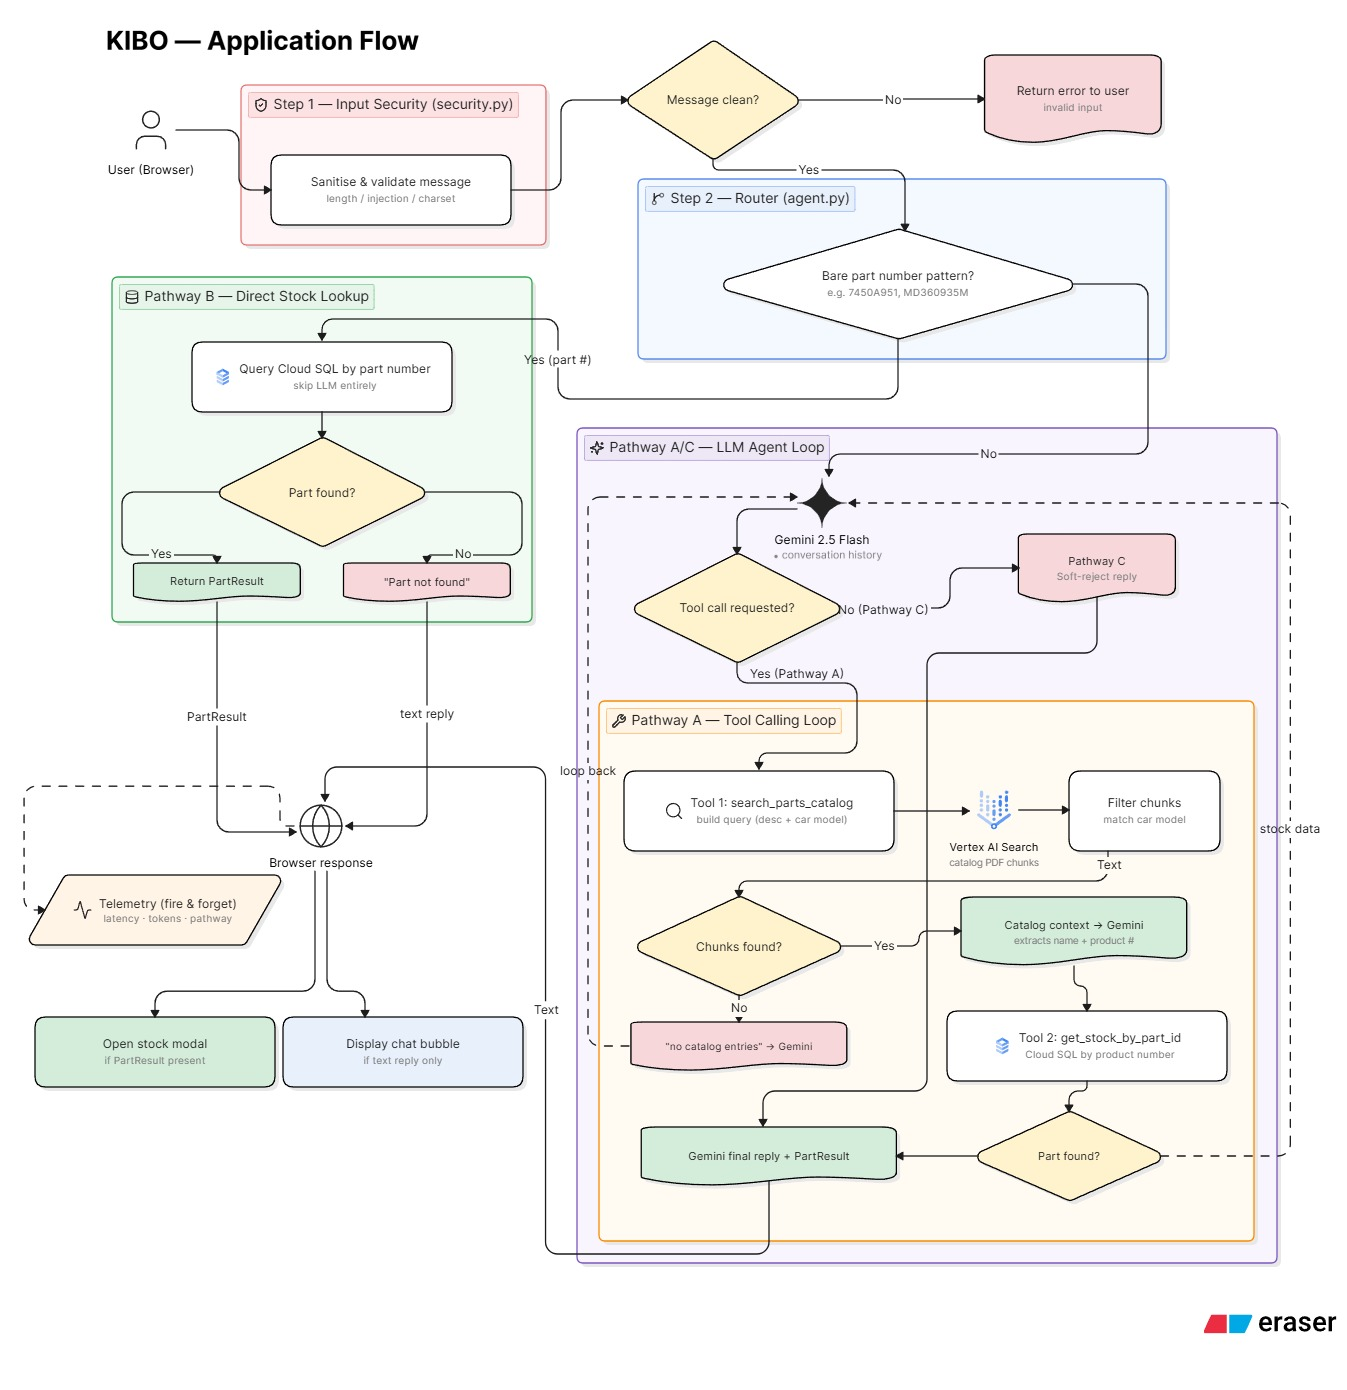 KIBO — Application Flow
Step 1 — Input Security (security.py)
Message clean?
No
Return error to user
invalid input
User (Browser)
Sanitise & validate message
length / injection / charset
Yes
Step 2 — Router (agent.py)
Bare part number pattern?
e.g. 7450A951, MD360935M
Pathway B — Direct Stock Lookup
Yes (part #)
Query Cloud SQL by part number
skip LLM entirely
Part found?
Yes
No
Return PartResult
"Part not found"
PartResult
text reply
Pathway A/C — LLM Agent Loop
No
Gemini 2.5 Flash
• conversation history
Tool call requested?
No (Pathway C)
Pathway C
Soft-reject reply
Yes (Pathway A)
Pathway A — Tool Calling Loop
loop back
Tool 1: search_parts_catalog
build query (desc + car model)
Vertex AI Search
catalog PDF chunks
Filter chunks
match car model
stock data
Text
Chunks found?
Yes
Catalog context → Gemini
extracts name + product #
No
"no catalog entries" → Gemini
Tool 2: get_stock_by_part_id
Cloud SQL by product number
Gemini final reply + PartResult
Part found?
Text
Browser response
Telemetry (fire & forget)
latency · tokens · pathway
Open stock modal
if PartResult present
Display chat bubble
if text reply only
eraser